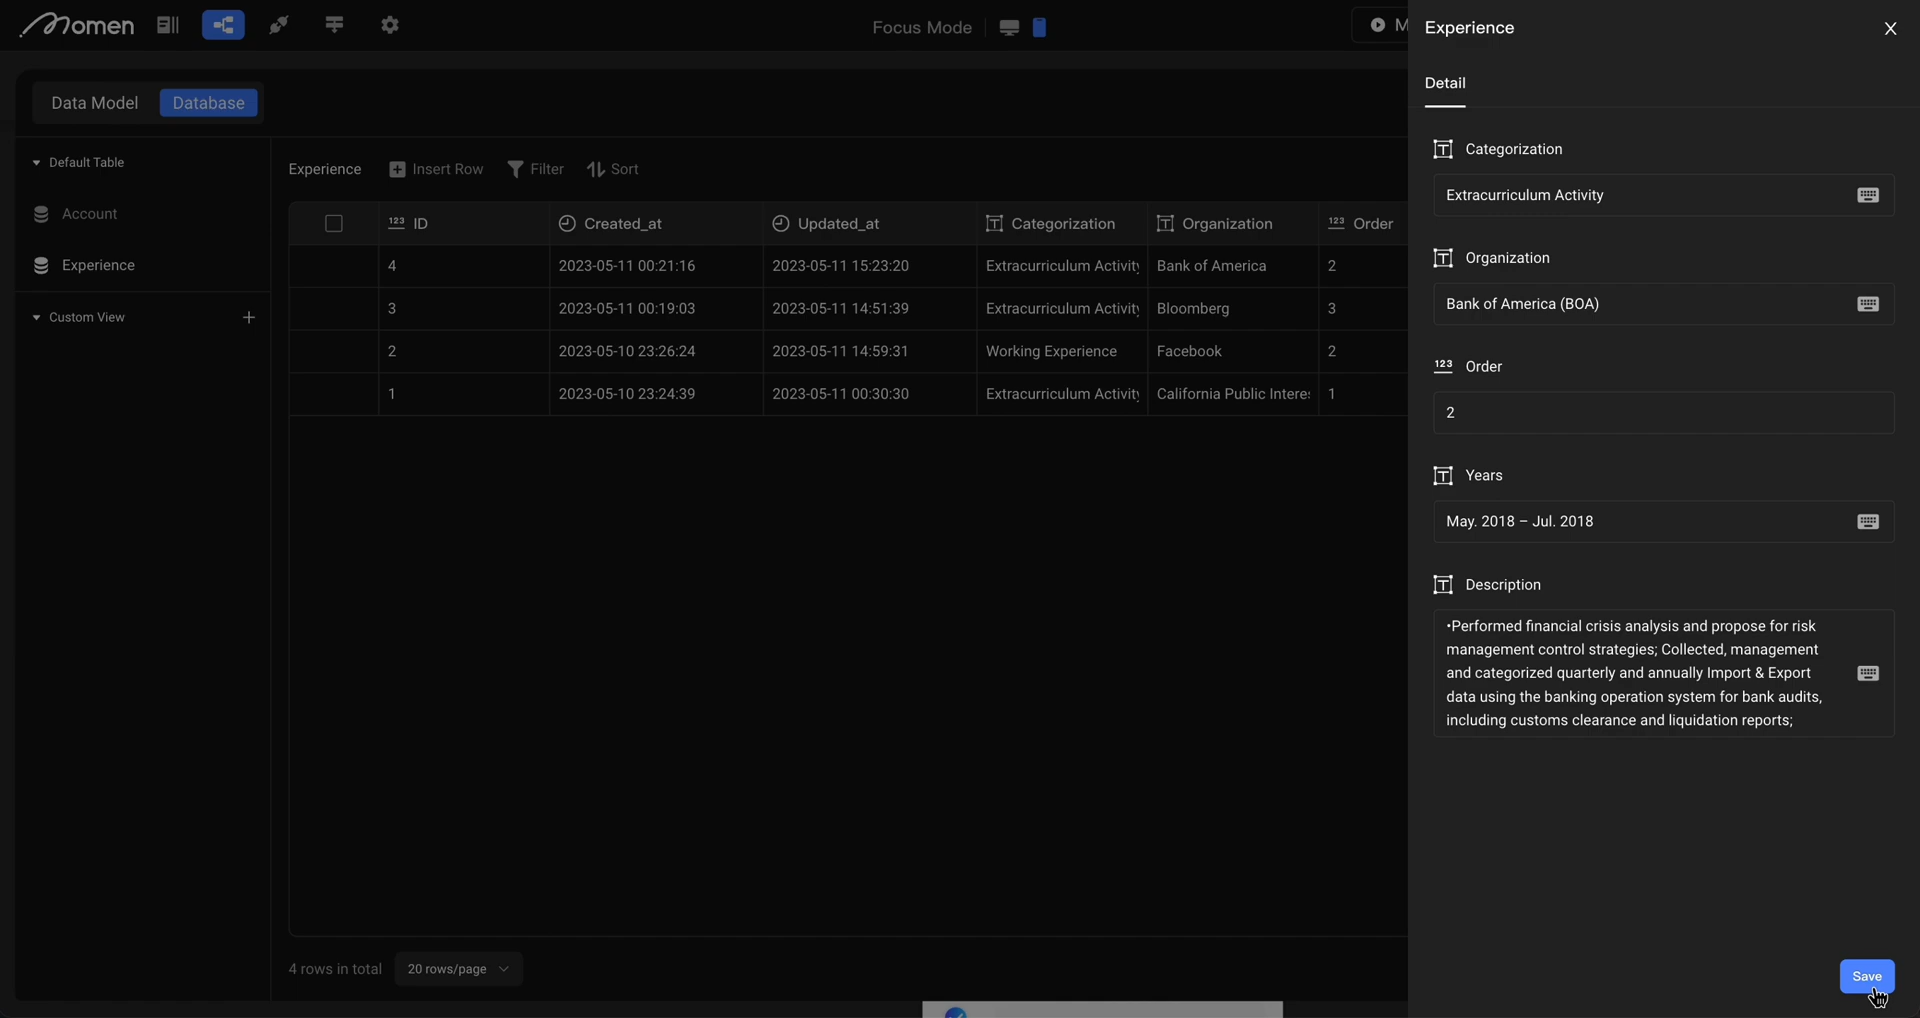 Momen
Focus Mode
M
Data Model
Database
Default Table
Account
Experience
Custom View
Experience
Insert Row
Filter
Sort
123 ID
Created_at
Updated_at
Categorization
Organization
123 Order
4 2023-05-11 00:21:16 2023-05-11 15:23:20 Extracurriculum Activity Bank of America 2
3 2023-05-11 00:19:03 2023-05-11 14:51:39 Extracurriculum Activity Bloomberg 3
2 2023-05-10 23:26:24 2023-05-11 14:59:31 Working Experience Facebook 2
1 2023-05-10 23:24:39 2023-05-11 00:30:30 Extracurriculum Activity California Public Interes 1
4 rows in total
20 rows/page
Experience
Detail
Categorization
Extracurriculum Activity
Organization
Bank of America (BOA)
123 Order
2
Years
May. 2018 – Jul. 2018
Description
•Performed financial crisis analysis and propose for risk
management control strategies; Collected, management
and categorized quarterly and annually Import & Export
data using the banking operation system for bank audits,
including customs clearance and liquidation reports;
Save